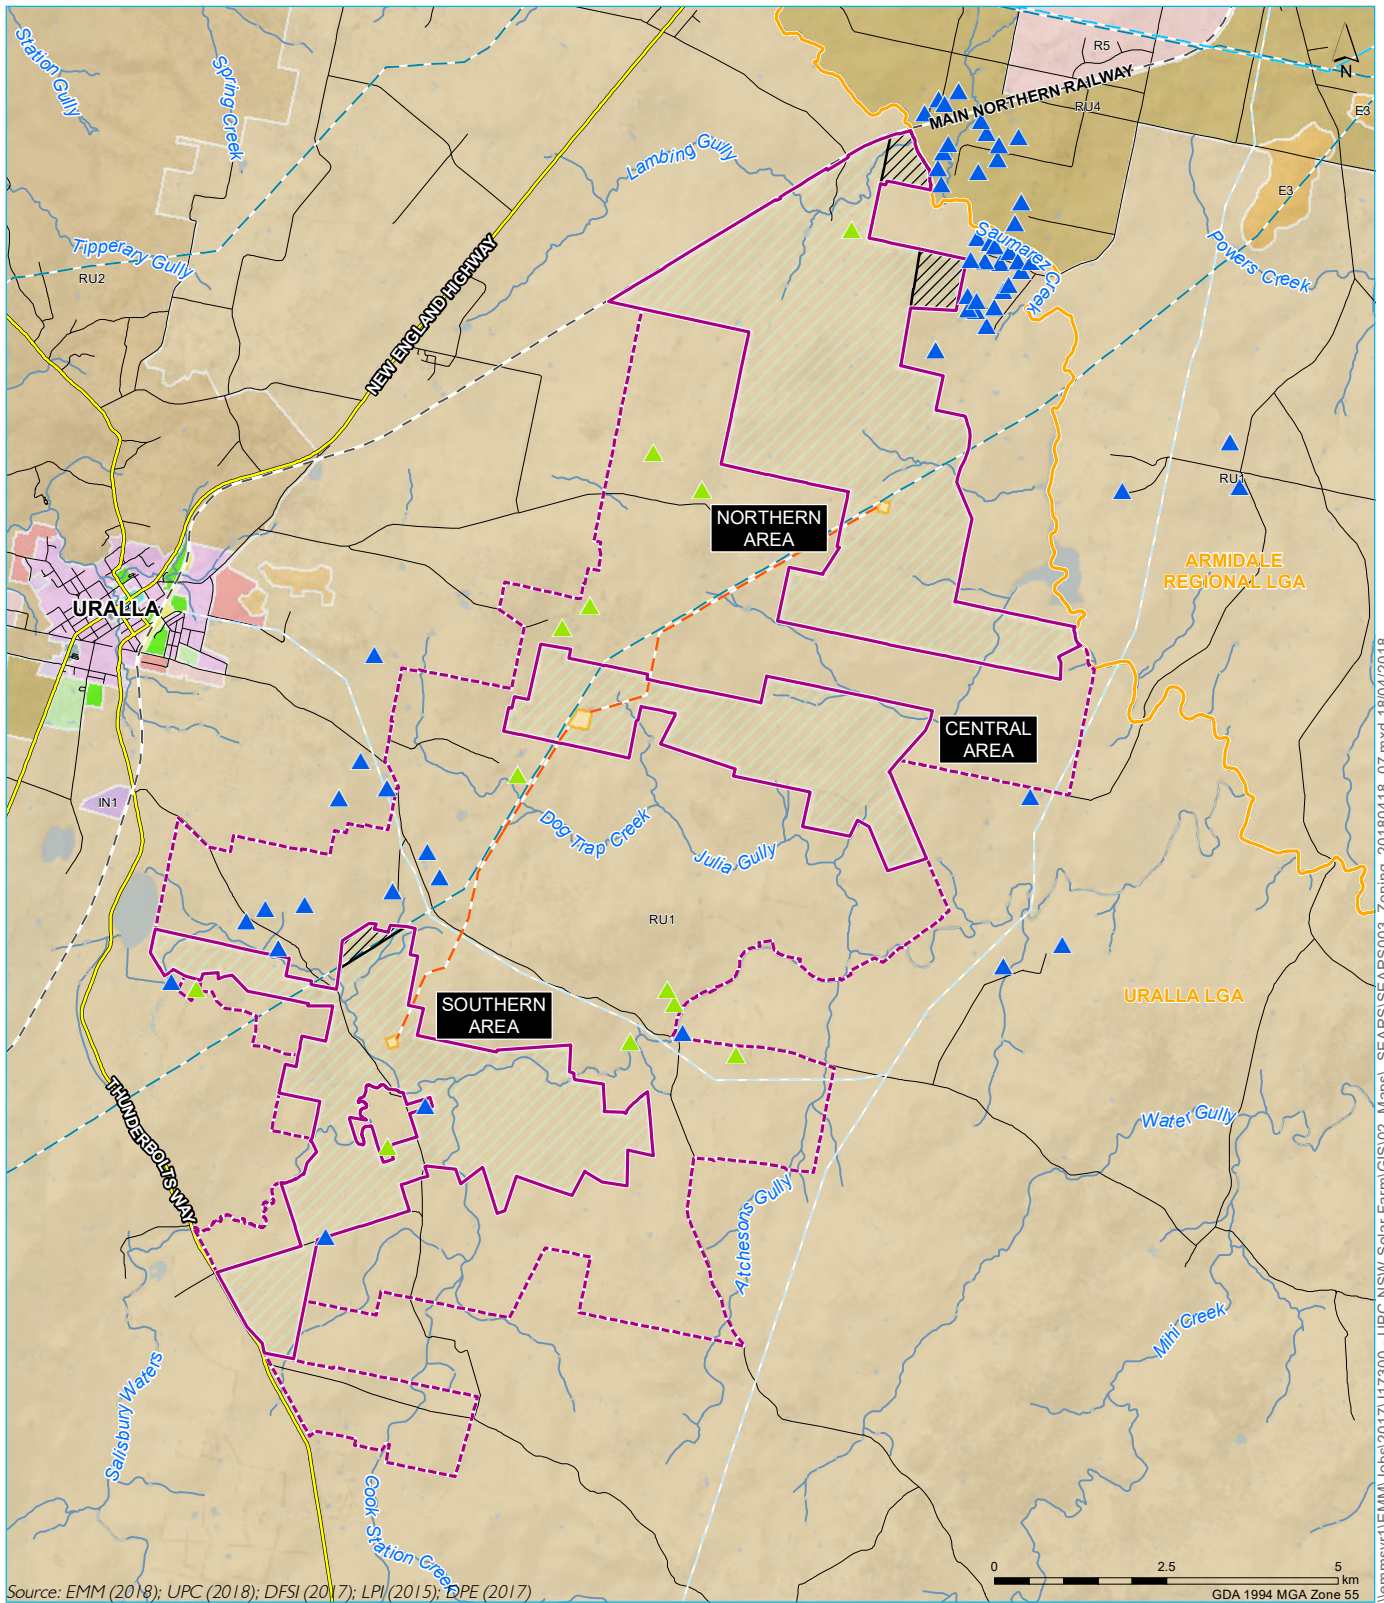 Station Gully
Spring Creek
R5
N
MAIN NORTHERN RAILWAY
RU4
E3
Lambing Gully
E3
Tipperary Gully
RU2
Saumarez Creek
Powers Creek
NEW ENGLAND HIGHWAY
RU1
NORTHERN
AREA
ARMIDALE
REGIONAL LGA
URALLA
CENTRAL
AREA
IN1
Dog Trap Creek
Julia Gully
RU1
SOUTHERN
AREA
URALLA LGA
THUNDERBOLTS WAY
Water Gully
Atchesons Gully
Mihi Creek
Salisbury Waters
Cook Station Creek
0 2.5 5
km
GDA 1994 MGA Zone 55
Source: EMM (2018); UPC (2018); DFSI (2017); LPI (2015); DPE (2017)